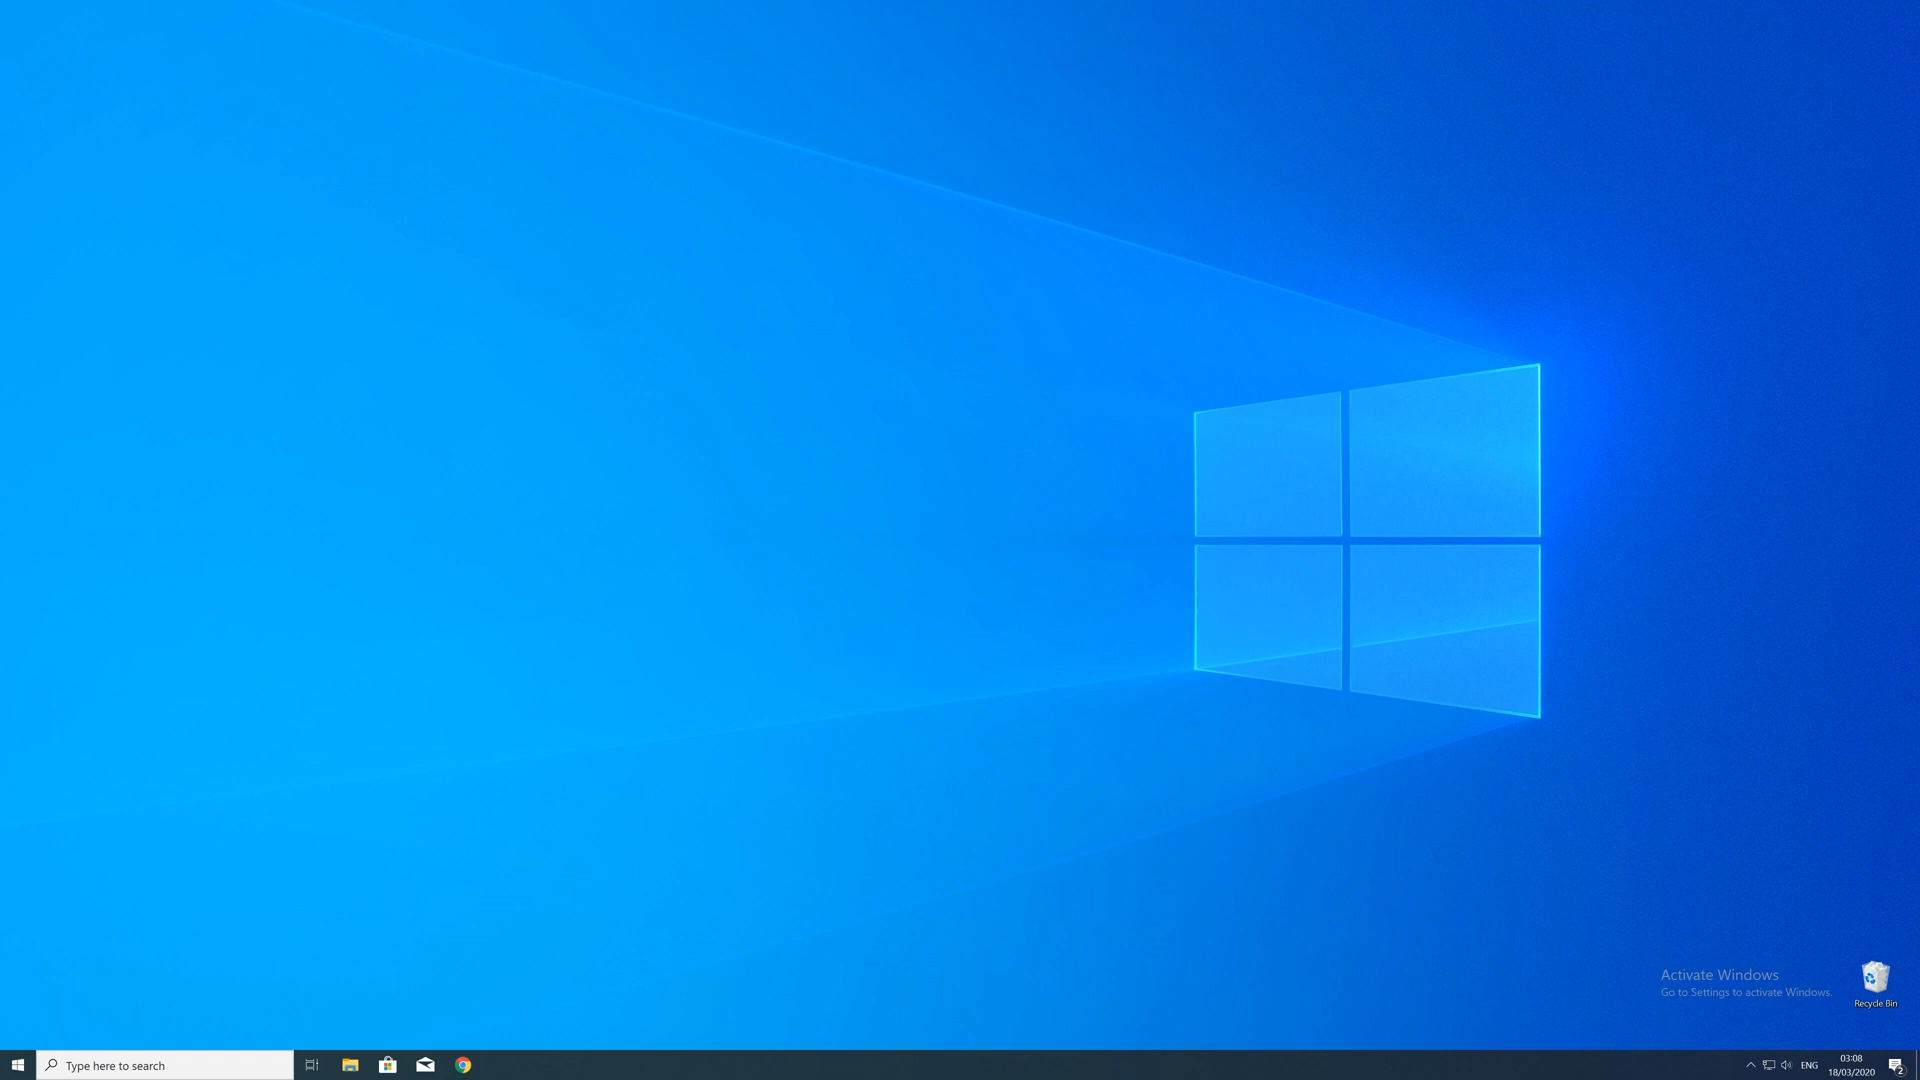 Activate Windows
Go to Settings to activate Windows.
Recycle Bin
Type here to search
ENG
03:08
18/03/2020
2